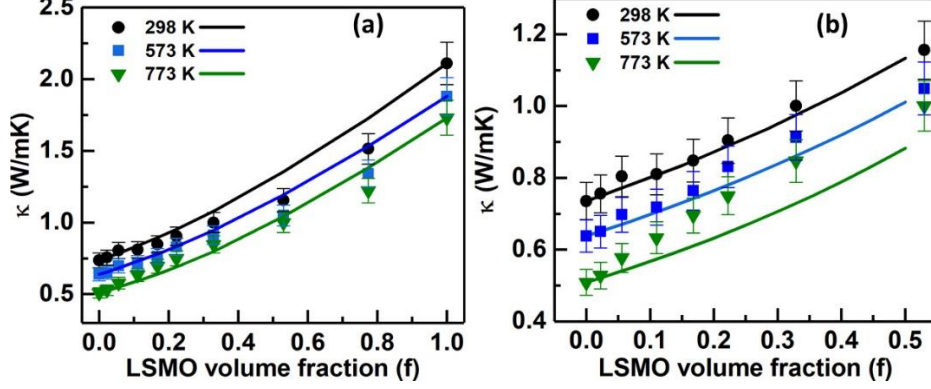 (a)
298 K
573 K
773 K
2.5
2.0
1.5
1.0
0.5
κ (W/mK)
0.0 0.2 0.4 0.6 0.8 1.0
LSMO volume fraction (f)
(b)
298 K
573 K
773 K
1.2
1.0
0.8
0.6
0.4
κ (W/mK)
0.0 0.1 0.2 0.3 0.4 0.5
LSMO volume fraction (f)